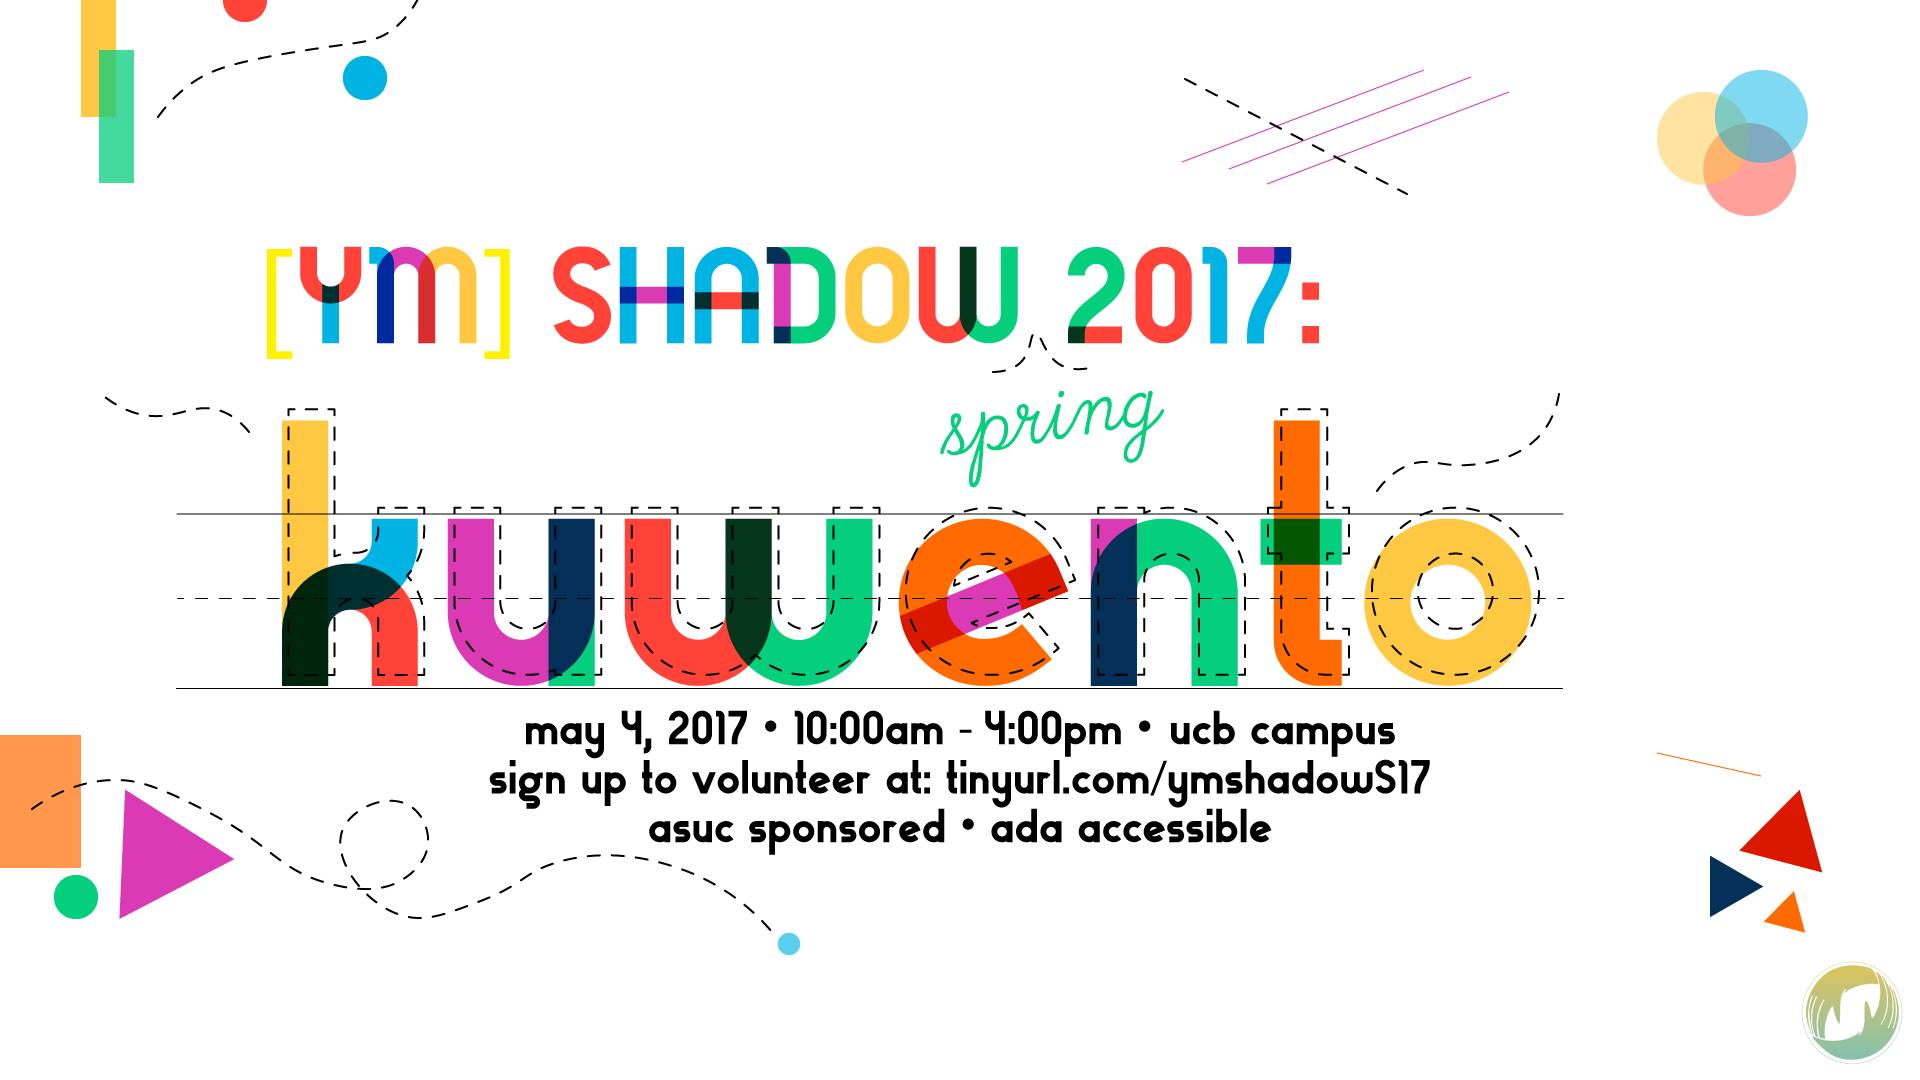 [YM] SHADOW 2017:
spring
kuwento
may 4, 2017 • 10:00am - 4:00pm • ucb campus
sign up to volunteer at: tinyurl.com/ymshadowS17
asuc sponsored • ada accessible